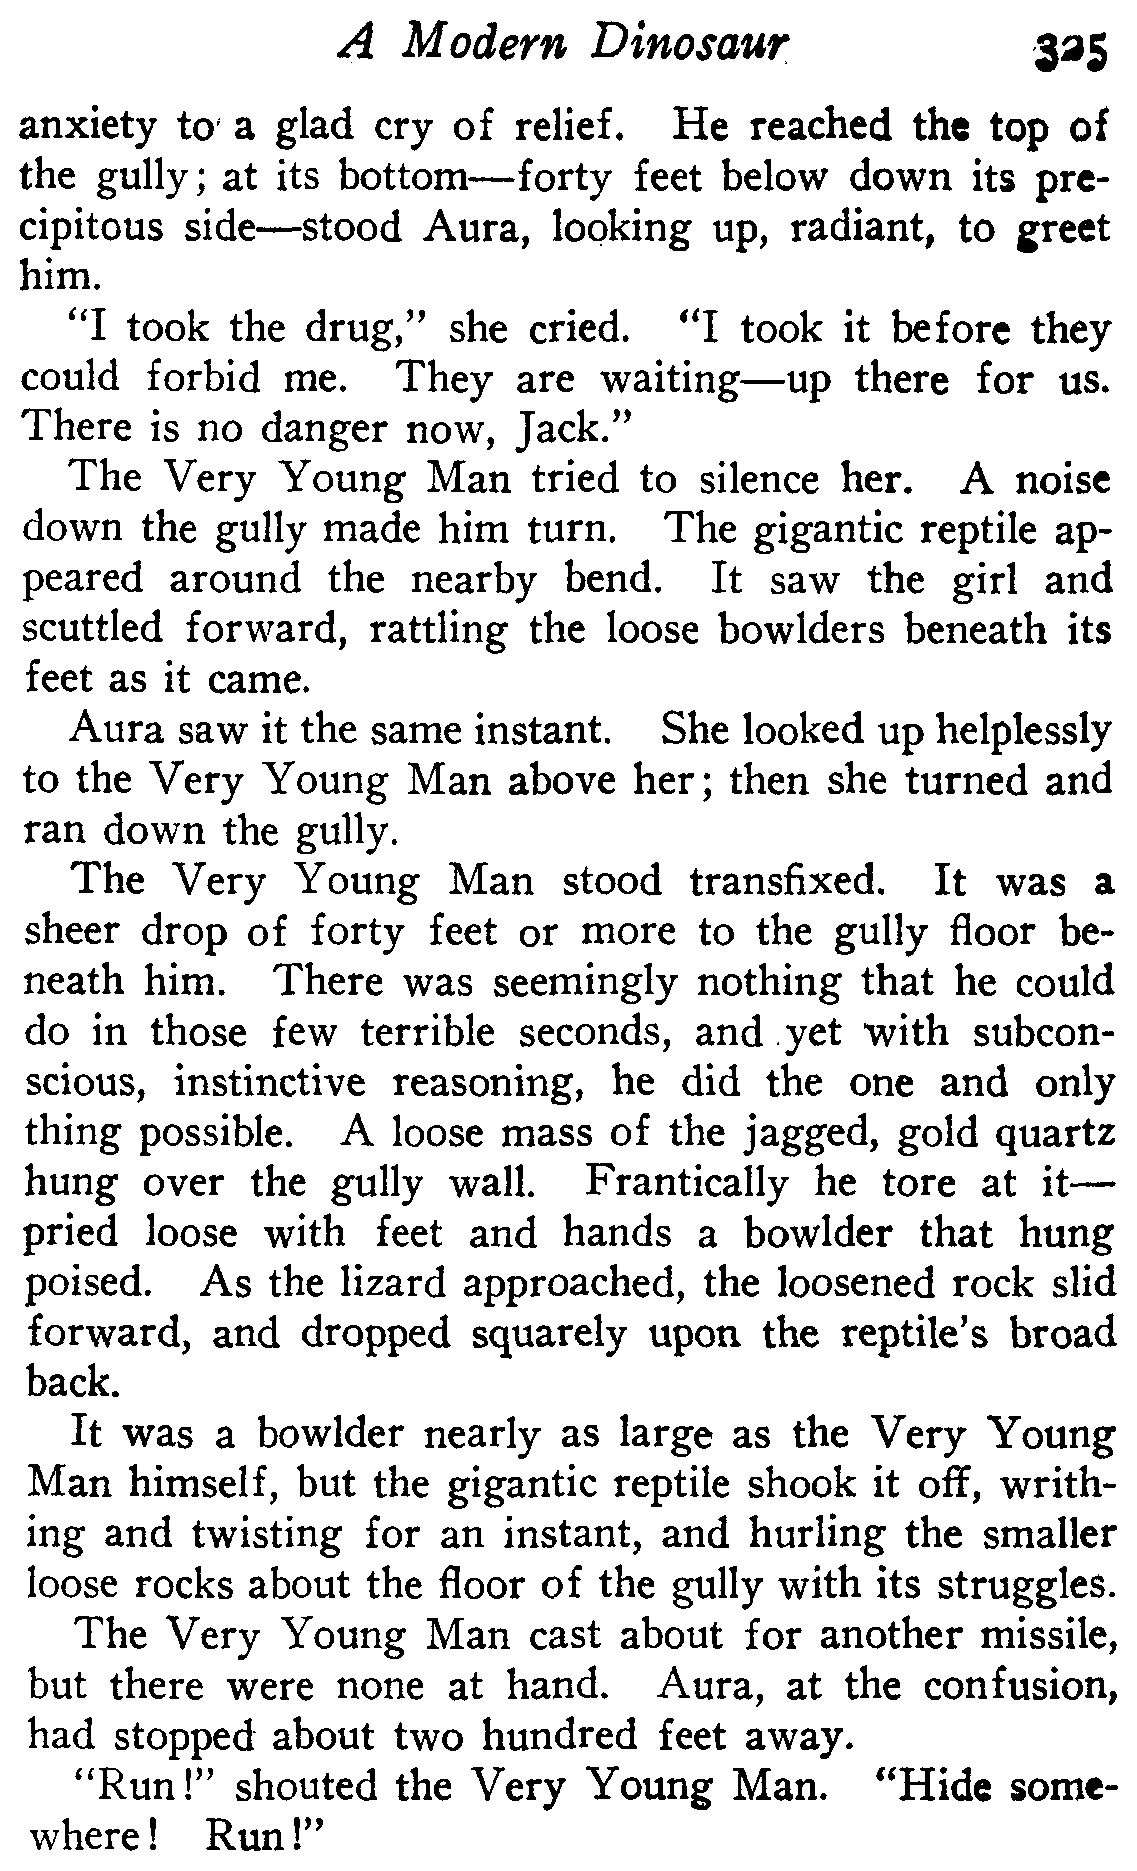 A Modern Dinosaur 325
anxiety to a glad cry of relief. He reached the top of
the gully; at its bottom—forty feet below down its pre-
cipitous side—stood Aura, looking up, radiant, to greet
him.
“I took the drug,” she cried. “I took it before they
could forbid me. They are waiting—up there for us.
There is no danger now, Jack.”
The Very Young Man tried to silence her. A noise
down the gully made him turn. The gigantic reptile ap-
peared around the nearby bend. It saw the girl and
scuttled forward, rattling the loose bowlders beneath its
feet as it came.
Aura saw it the same instant. She looked up helplessly
to the Very Young Man above her; then she turned and
ran down the gully.
The Very Young Man stood transfixed. It was a
sheer drop of forty feet or more to the gully floor be-
neath him. There was seemingly nothing that he could
do in those few terrible seconds, and yet with subcon-
scious, instinctive reasoning, he did the one and only
thing possible. A loose mass of the jagged, gold quartz
hung over the gully wall. Frantically he tore at it—
pried loose with feet and hands a bowlder that hung
poised. As the lizard approached, the loosened rock slid
forward, and dropped squarely upon the reptile’s broad
back.
It was a bowlder nearly as large as the Very Young
Man himself, but the gigantic reptile shook it off, writh-
ing and twisting for an instant, and hurling the smaller
loose rocks about the floor of the gully with its struggles.
The Very Young Man cast about for another missile,
but there were none at hand. Aura, at the confusion,
had stopped about two hundred feet away.
“Run!” shouted the Very Young Man. “Hide some-
where! Run!”